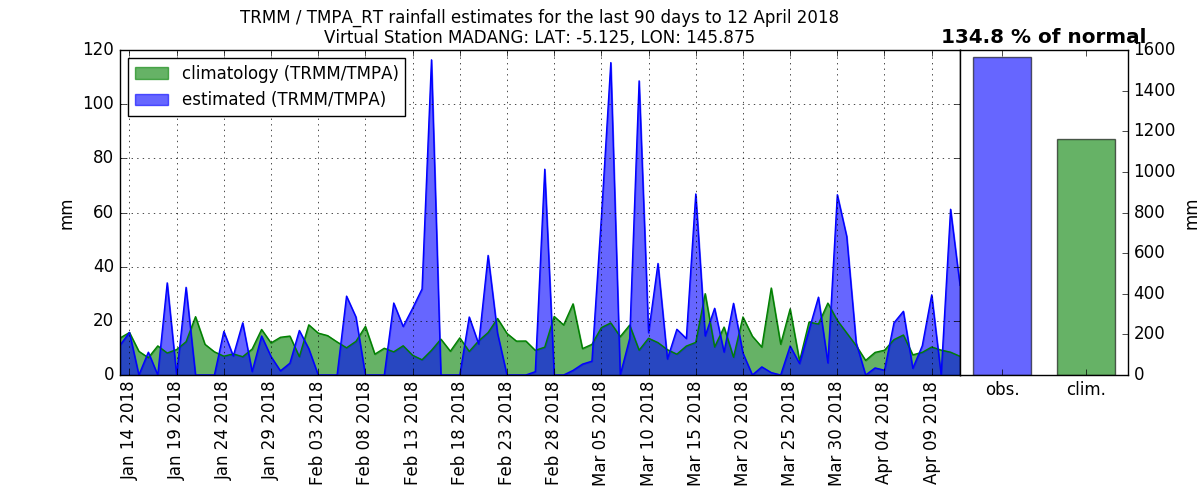 TRMM / TMPA_RT rainfall estimates for the last 90 days to 12 April 2018
Virtual Station MADANG: LAT: -5.125, LON: 145.875
134.8 % of normal
climatology (TRMM/TMPA)
estimated (TRMM/TMPA)
mm
120
100
80
60
40
20
0
Jan 14 2018
Jan 19 2018
Jan 24 2018
Jan 29 2018
Feb 03 2018
Feb 08 2018
Feb 13 2018
Feb 18 2018
Feb 23 2018
Feb 28 2018
Mar 05 2018
Mar 10 2018
Mar 15 2018
Mar 20 2018
Mar 25 2018
Mar 30 2018
Apr 04 2018
Apr 09 2018
obs.
clim.
1600
1400
1200
1000
800
600
400
200
0
mm